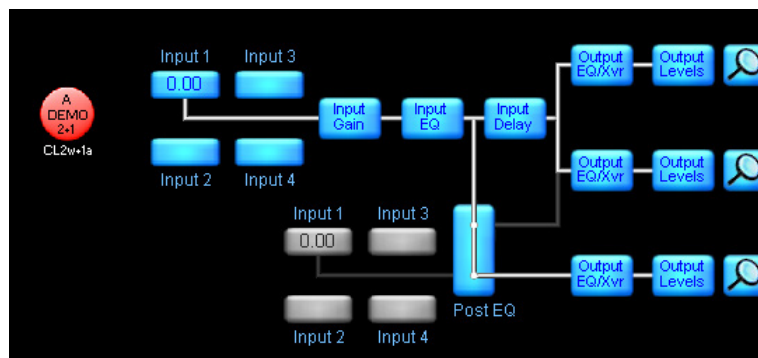 Input 1
Input 3
0.00
A
DEMO
2+1
CL2w+1a
Input 2
Input 4
Input
Gain
Input
EQ
Input
Delay
Output
EQ/Xvr
Output
Levels
Output
EQ/Xvr
Output
Levels
Input 1
Input 3
0.00
Input 2
Input 4
Post EQ
Output
EQ/Xvr
Output
Levels